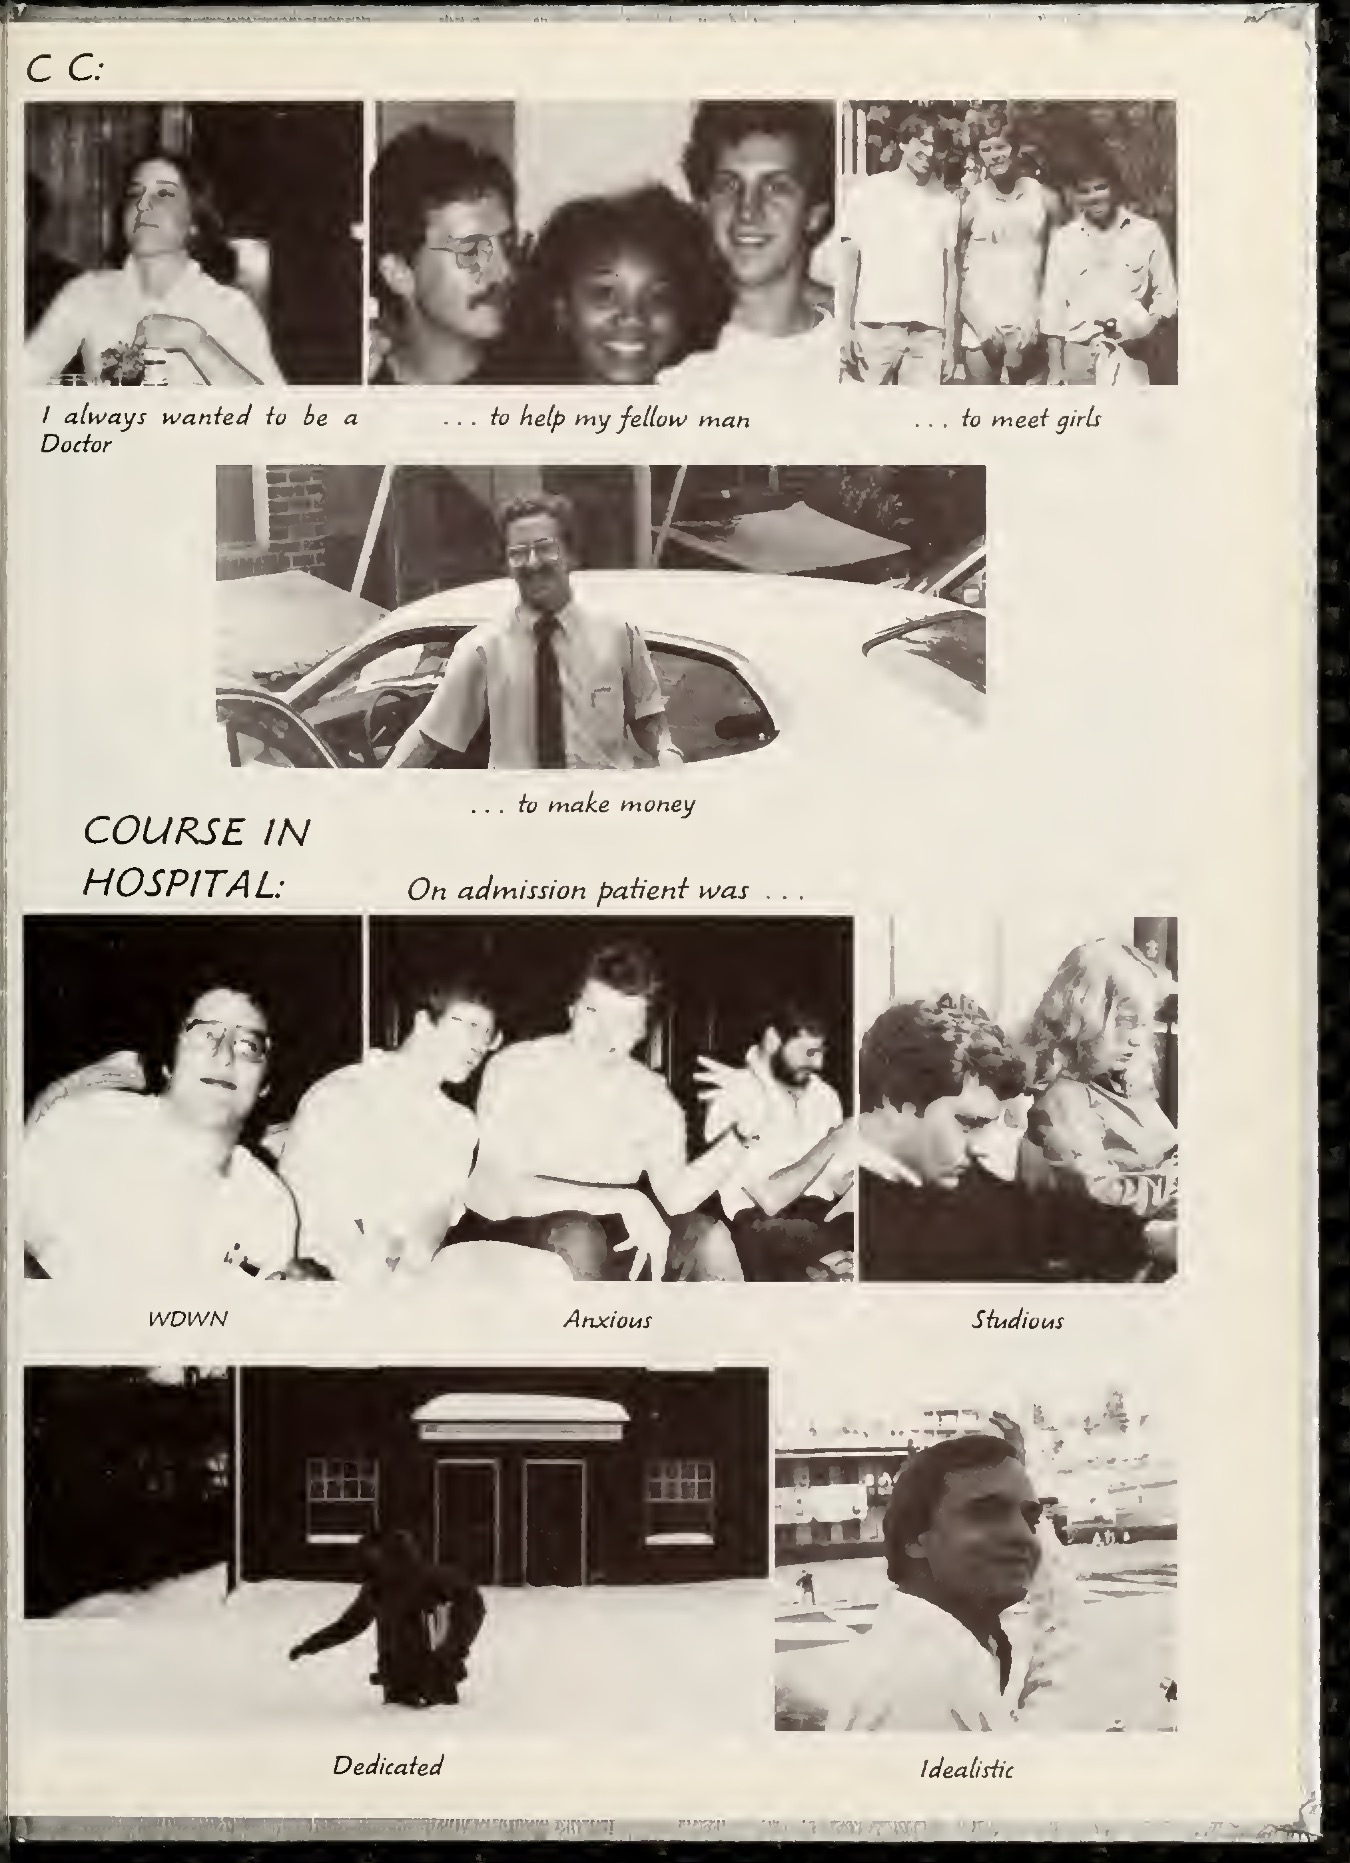 C C:
I always wanted to be a
Doctor
... to help my fellow man
... to meet girls
... to make money
COURSE IN
HOSPITAL:
On admission patient was ...
WDWN
Anxious
Studious
Dedicated
Idealistic